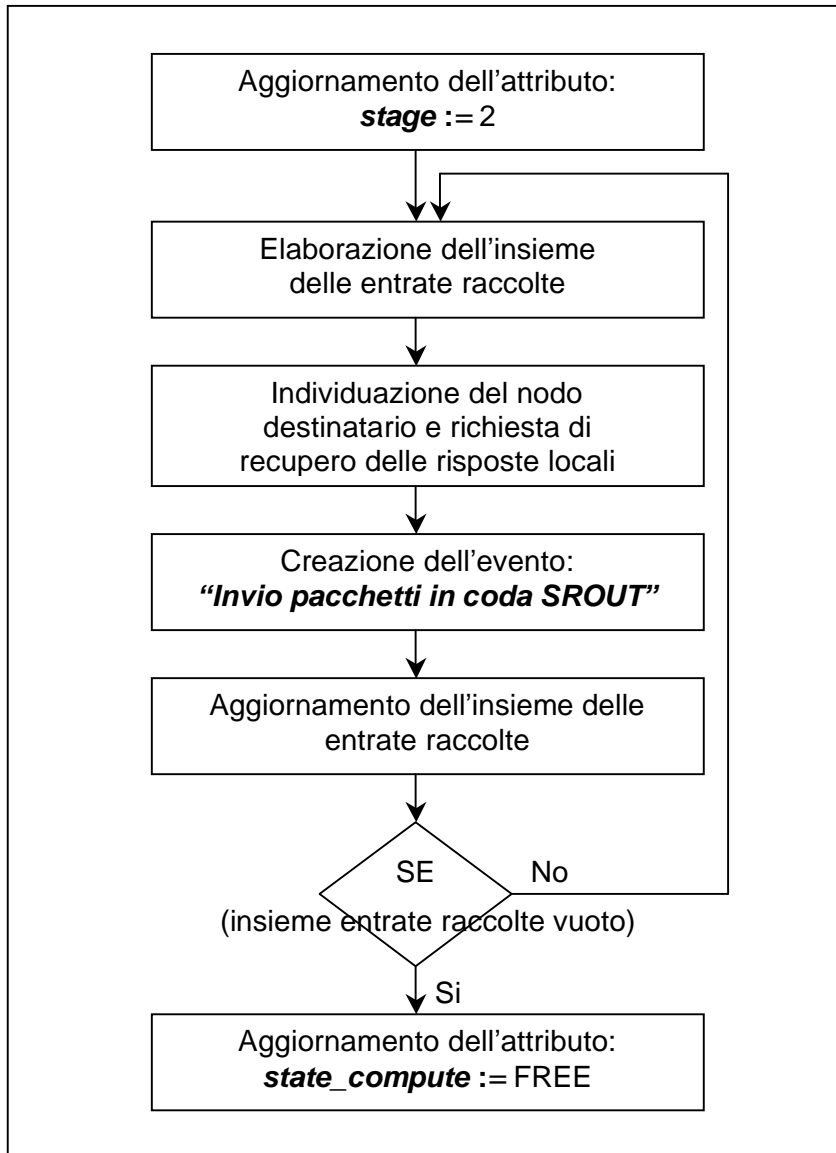 Aggiornamento dell’attributo:
stage := 2
Elaborazione dell’insieme
delle entrate raccolte
Individuazione del nodo
destinatario e richiesta di
recupero delle risposte locali
Creazione dell’evento:
“Invio pacchetti in coda SROUT”
Aggiornamento dell’insieme delle
entrate raccolte
SE
No
(insieme entrate raccolte vuoto)
Si
Aggiornamento dell’attributo:
state_compute := FREE